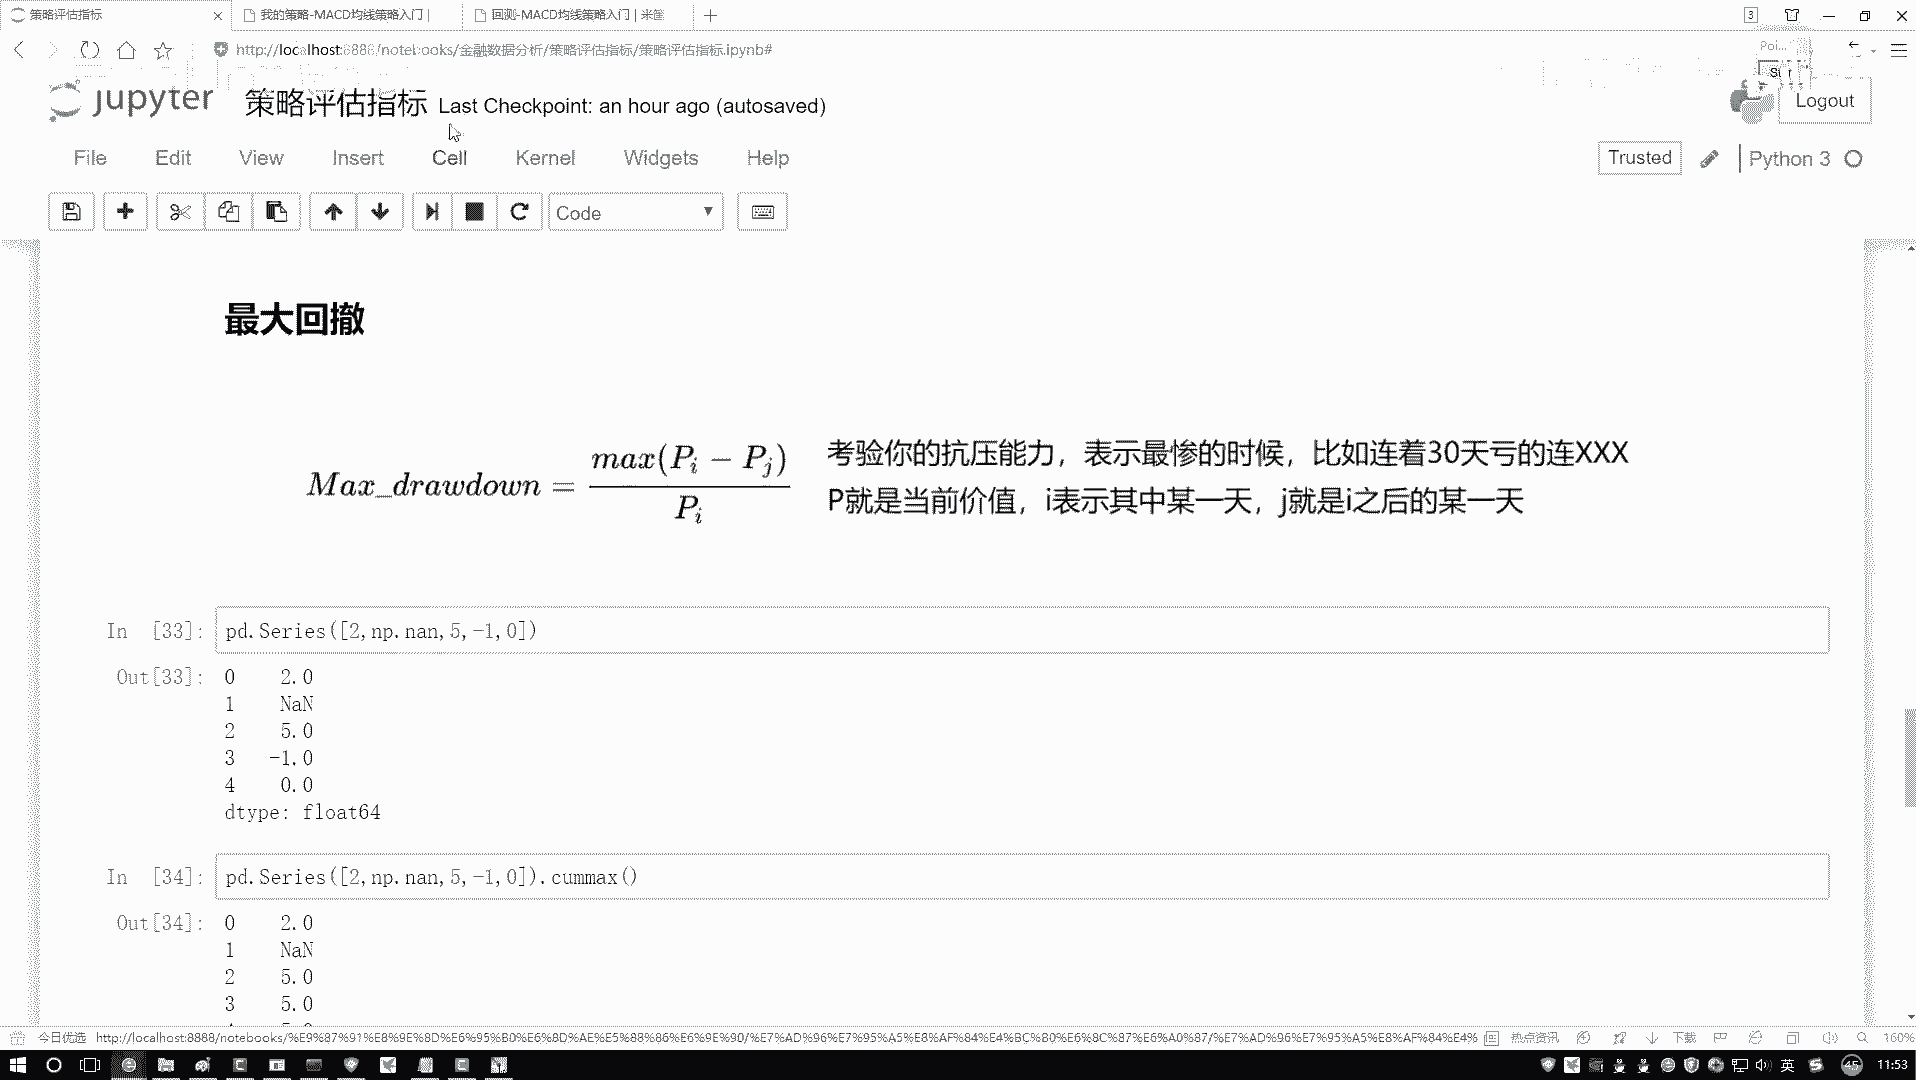 策略评估指标
我的策略-MACD均线策略入门 |
回测-MACD均线策略入门 | 米筐
3
http://localhost:8888/notebooks/金融数据分析/策略评估指标/策略评估指标.ipynb#
Poi...
jupyter 策略评估指标 Last Checkpoint: an hour ago (autosaved)
Logout
File Edit View Insert Cell Kernel Widgets Help
Trusted
Python 3
Code
最大回撤
Max_drawdown = max(P_i − P_j) / P_i
考验你的抗压能力，表示最惨的时候，比如连着30天亏的连XXX
P就是当前价值，i表示其中某一天，j就是i之后的某一天
In [33]: pd.Series([2,np.nan,5,-1,0])
Out[33]: 0 2.0
1 NaN
2 5.0
3 -1.0
4 0.0
dtype: float64
In [34]: pd.Series([2,np.nan,5,-1,0]).cummax()
Out[34]: 0 2.0
1 NaN
2 5.0
3 5.0
今日优选 http://localhost:8888/notebooks/%E9%87%91%E8%9E%8D%E6%95%B0%E6%8D%AE%E5%88%86%E6%9E%90/%E7%AD%96%E7%95%A5%E8%AF%84%E4%BC%B0%E6%8C%87%E6%A0%87/%E7%AD%96%E7%95%A5%E8%AF%84%E4% 热点资讯 下载 160%
英 45 11:53